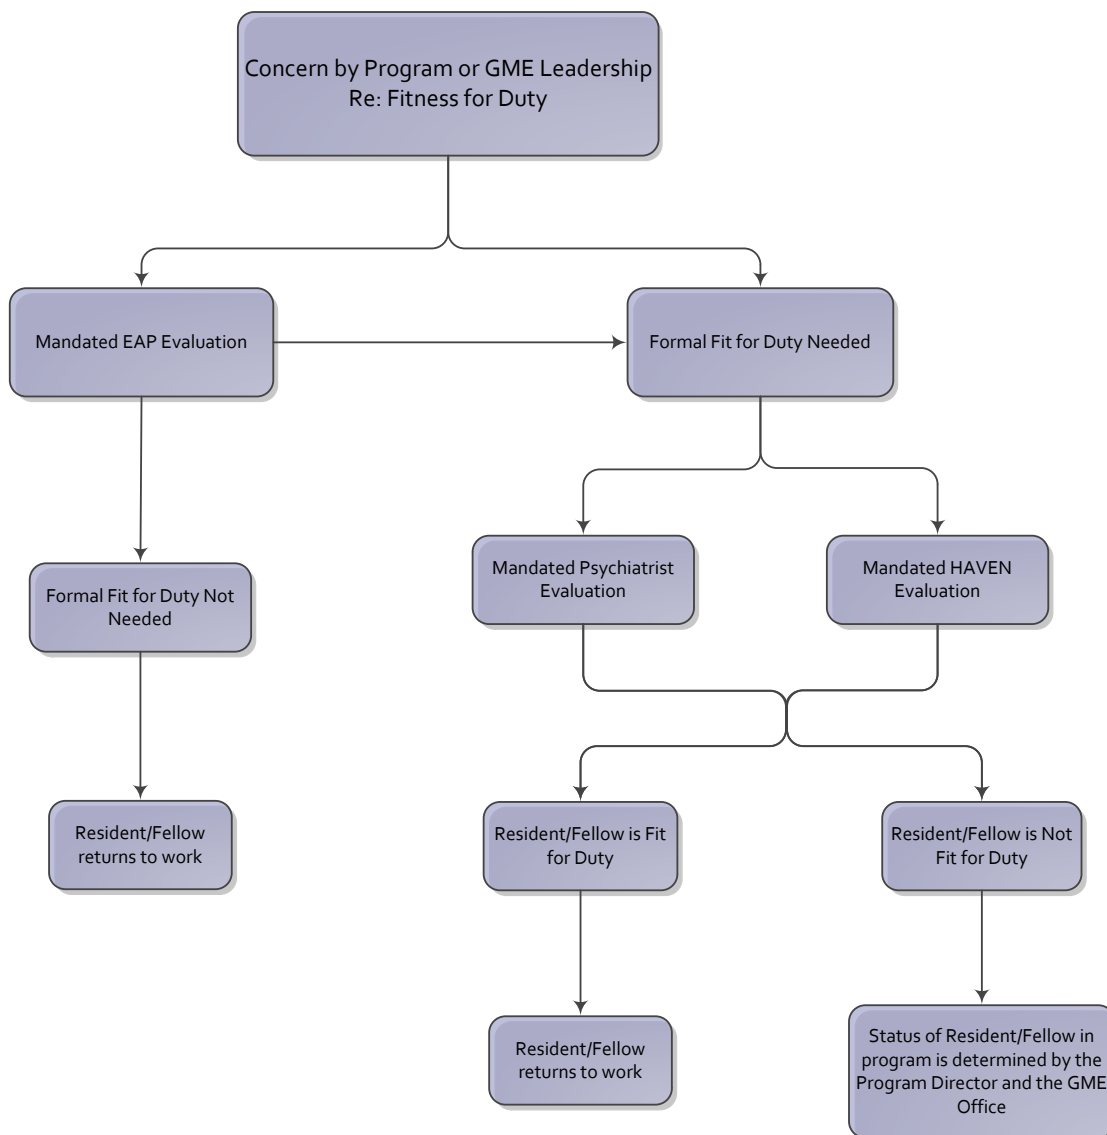 Concern by Program or GME Leadership
Re: Fitness for Duty
Mandated EAP Evaluation
Formal Fit for Duty Needed
Mandated Psychiatrist
Evaluation
Mandated HAVEN
Evaluation
Formal Fit for Duty Not
Needed
Resident/Fellow
returns to work
Resident/Fellow is Fit
for Duty
Resident/Fellow is Not
Fit for Duty
Resident/Fellow
returns to work
Status of Resident/Fellow in
program is determined by the
Program Director and the GME
Office